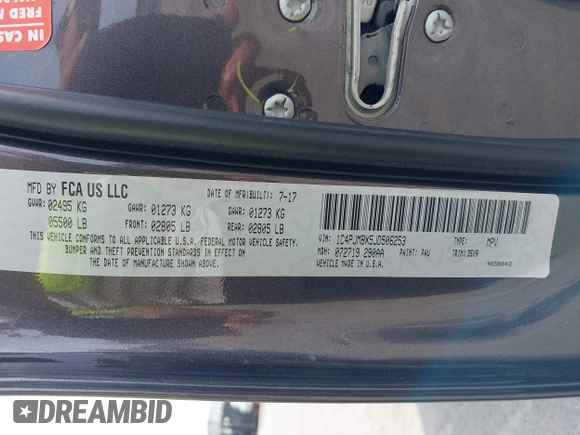 IN CAS
FRED A
MFD BY FCA US LLC
DATE OF MFR(BUILT): 7-17
GVWR: 02495 KG GAWR: 01273 KG GAWR: 01273 KG
05500 LB FRONT: 02805 LB REAR: 02805 LB
THIS VEHICLE CONFORMS TO ALL APPLICABLE U.S.A. FEDERAL MOTOR VEHICLE SAFETY,
BUMPER AND THEFT PREVENTION STANDARDS IN EFFECT ON
THE DATE OF MANUFACTURE SHOWN ABOVE.
VIN: 1C4PJMBX5JD506253 TYPE: MPV
MDH: 072719 290AA PAINT: PAU TRIM: D5X9
VEHICLE MADE IN U.S.A. 4658843
DREAMBID